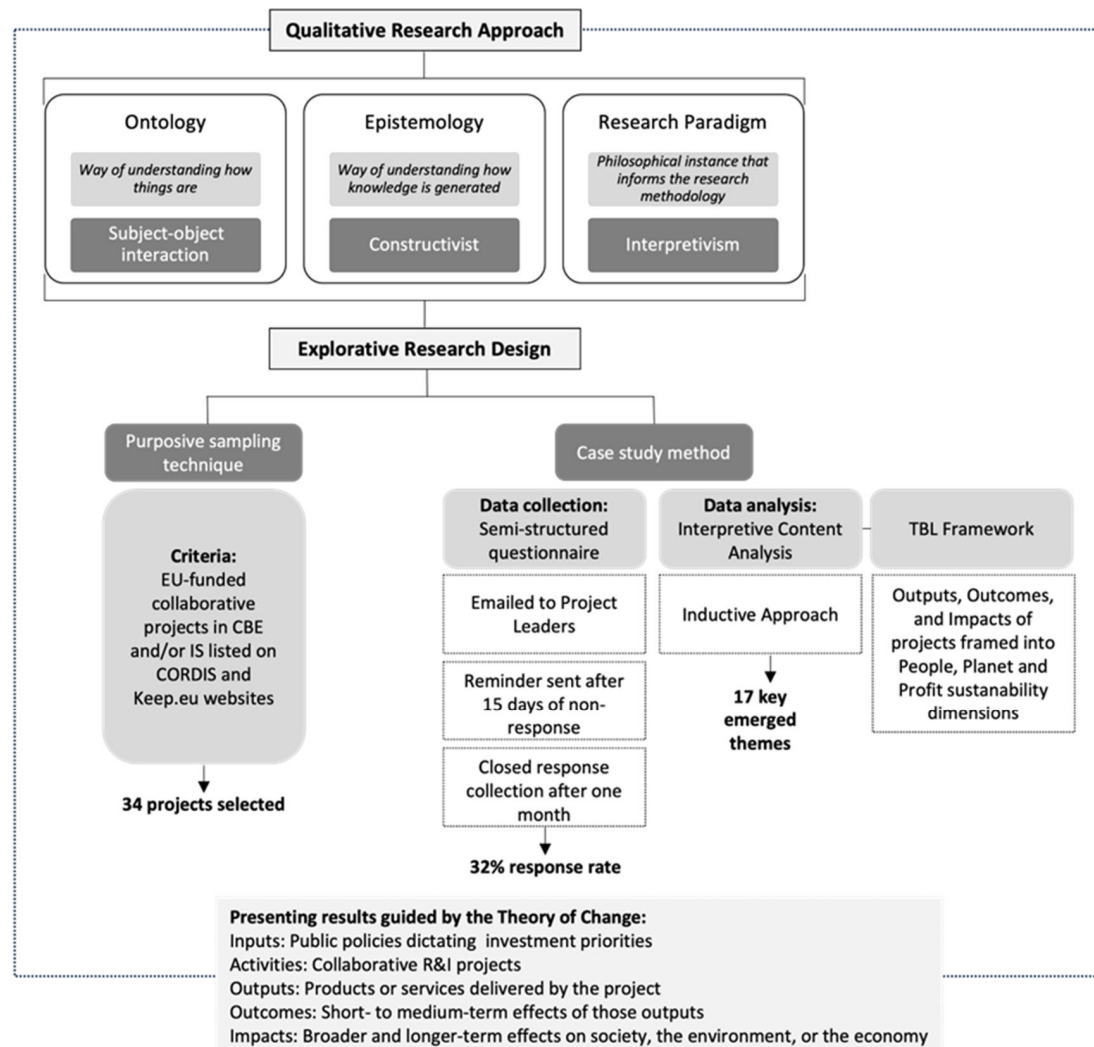 Qualitative Research Approach
Ontology
Way of understanding how
things are
Subject-object
interaction
Epistemology
Way of understanding how
knowledge is generated
Constructivist
Research Paradigm
Philosophical instance that
informs the research
methodology
Interpretivism
Explorative Research Design
Purposive sampling
technique
Criteria:
EU-funded
collaborative
projects in CBE
and/or IS listed on
CORDIS and
Keep.eu websites
34 projects selected
Case study method
Data collection:
Semi-structured
questionnaire
Emailed to Project
Leaders
Reminder sent after
15 days of non-
response
Closed response
collection after one
month
32% response rate
Data analysis:
Interpretive Content
Analysis
Inductive Approach
17 key
emerged
themes
TBL Framework
Outputs, Outcomes,
and Impacts of
projects framed into
People, Planet and
Profit sustanability
dimensions
Presenting results guided by the Theory of Change:
Inputs: Public policies dictating investment priorities
Activities: Collaborative R&I projects
Outputs: Products or services delivered by the project
Outcomes: Short- to medium-term effects of those outputs
Impacts: Broader and longer-term effects on society, the environment, or the economy